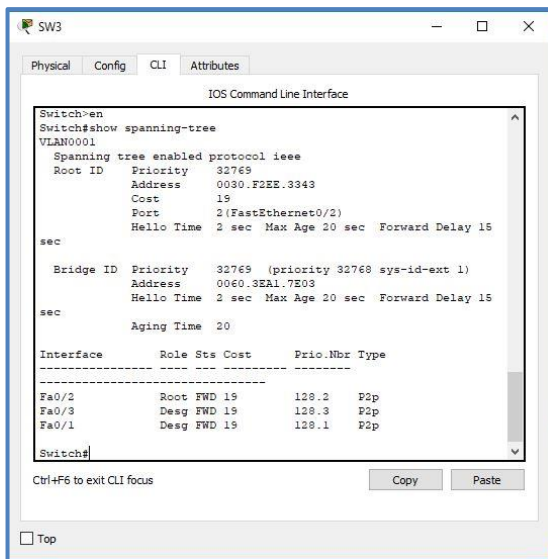 SW3
Physical Config CLI Attributes
IOS Command Line Interface
Switch>en
Switch#show spanning-tree
VLAN0001
  Spanning tree enabled protocol ieee
  Root ID    Priority    32769
             Address     0030.F2EE.3343
             Cost        19
             Port        2(FastEthernet0/2)
             Hello Time  2 sec  Max Age 20 sec  Forward Delay 15
sec

  Bridge ID  Priority    32769  (priority 32768 sys-id-ext 1)
             Address     0060.3EA1.7E03
             Hello Time  2 sec  Max Age 20 sec  Forward Delay 15
sec
             Aging Time  20

Interface        Role Sts Cost      Prio.Nbr Type
---------------- ---- --- --------- --------
--------------------------------
Fa0/2            Root FWD 19        128.2    P2p
Fa0/3            Desg FWD 19        128.3    P2p
Fa0/1            Desg FWD 19        128.1    P2p

Switch#
Ctrl+F6 to exit CLI focus
Copy Paste
Top